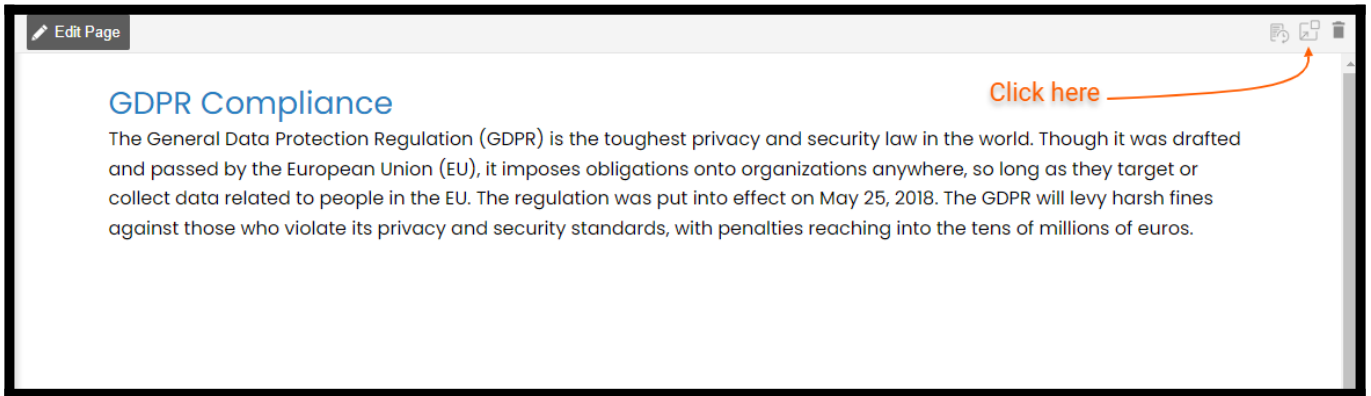 Edit Page
Click here
GDPR Compliance
The General Data Protection Regulation (GDPR) is the toughest privacy and security law in the world. Though it was drafted
and passed by the European Union (EU), it imposes obligations onto organizations anywhere, so long as they target or
collect data related to people in the EU. The regulation was put into effect on May 25, 2018. The GDPR will levy harsh fines
against those who violate its privacy and security standards, with penalties reaching into the tens of millions of euros.